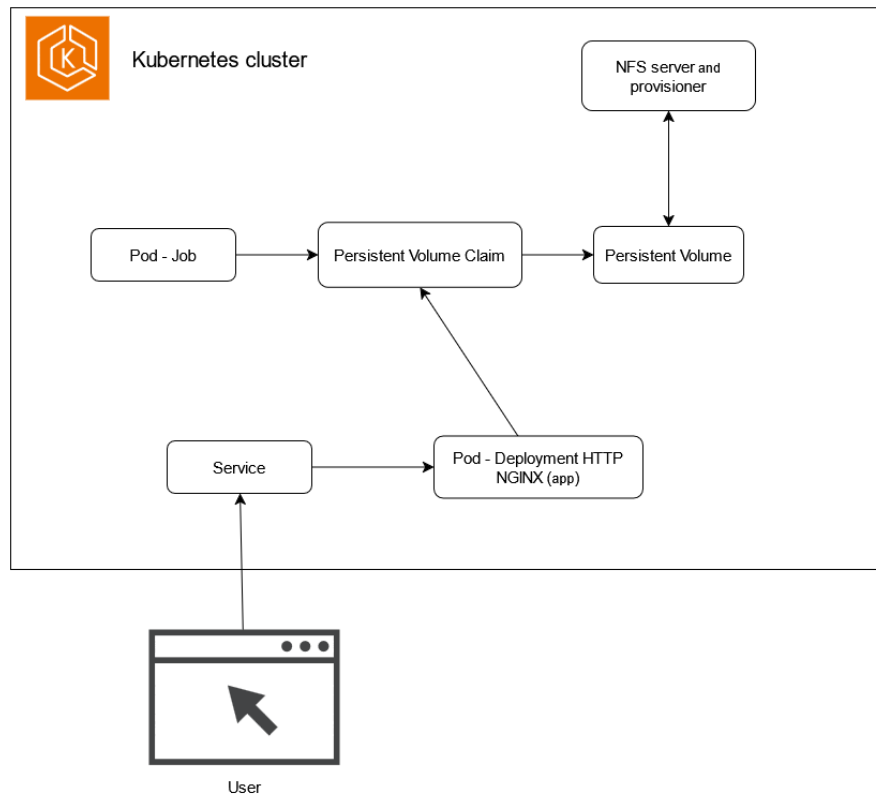 K
Kubernetes cluster
NFS server and
provisioner
Pod - Job
Persistent Volume Claim
Persistent Volume
Service
Pod - Deployment HTTP
NGINX (app)
User